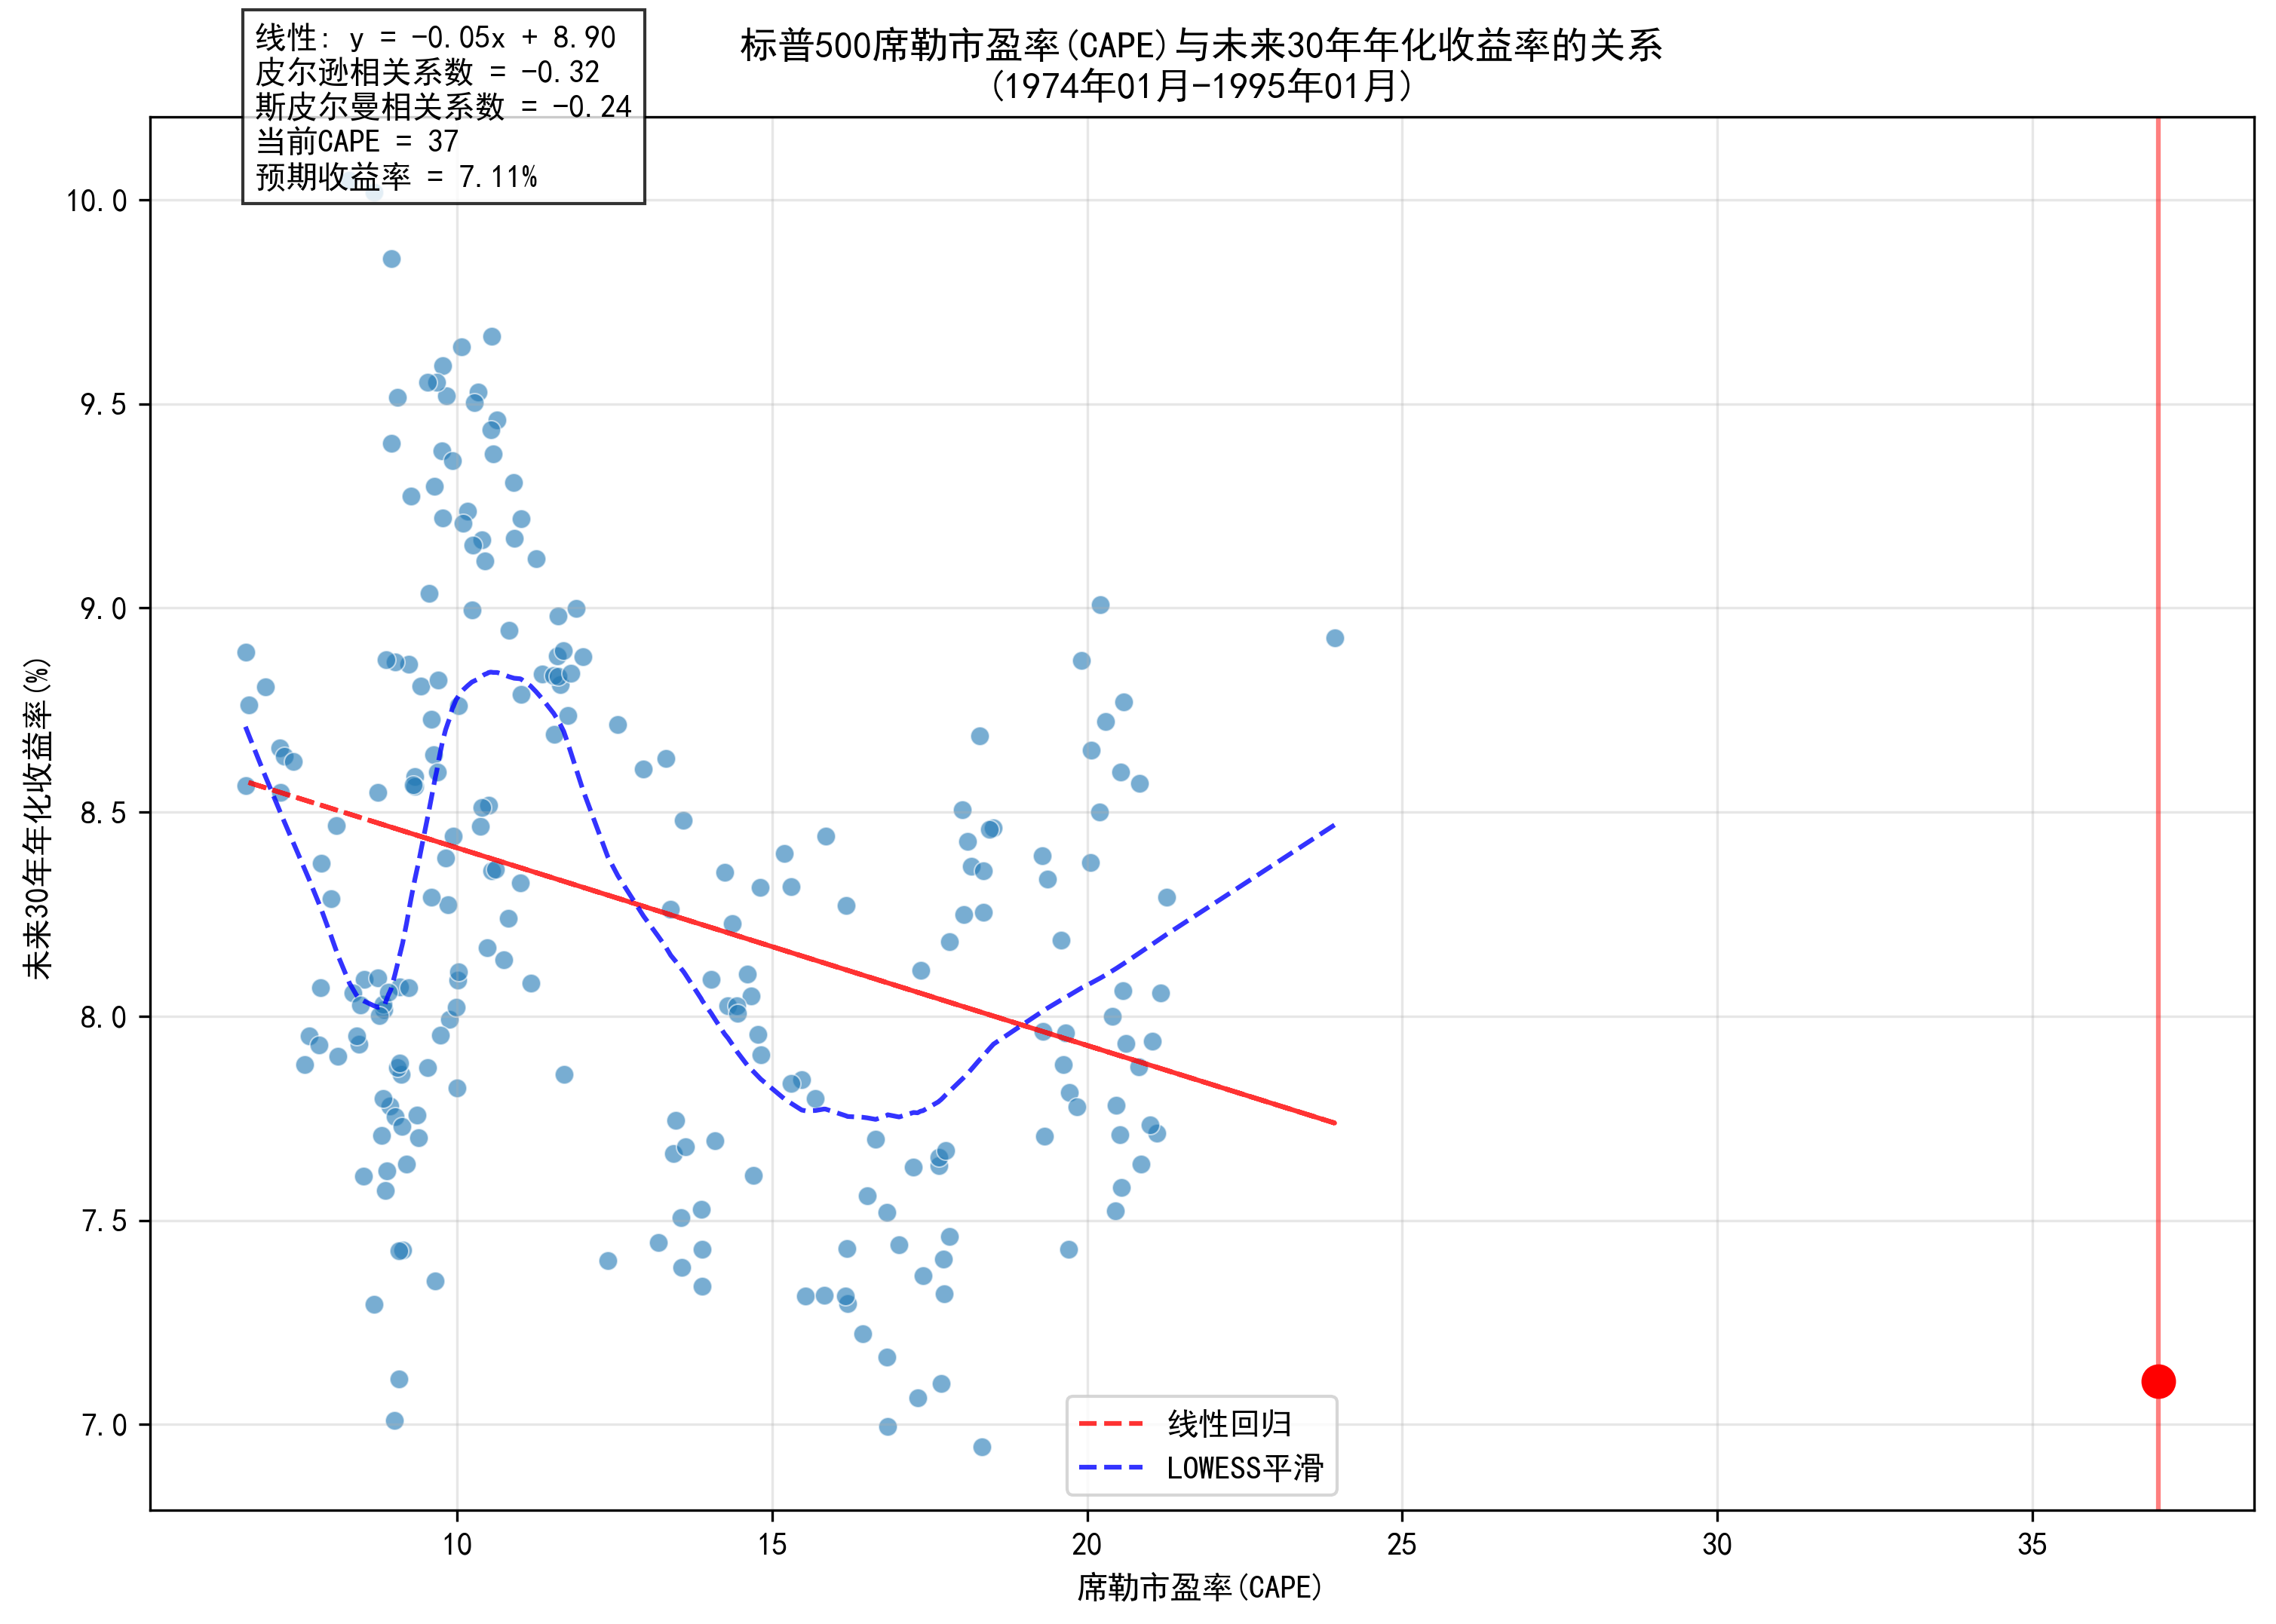 标普500席勒市盈率(CAPE)与未来30年年化收益率的关系
(1974年01月-1995年01月)
线性: y = -0.05x + 8.90
皮尔逊相关系数 = -0.32
斯皮尔曼相关系数 = -0.24
当前CAPE = 37
预期收益率 = 7.11%
未来30年年化收益率(%)
10.0
9.5
9.0
8.5
8.0
7.5
7.0
线性回归
LOWESS平滑
10
15
20
25
30
35
席勒市盈率(CAPE)